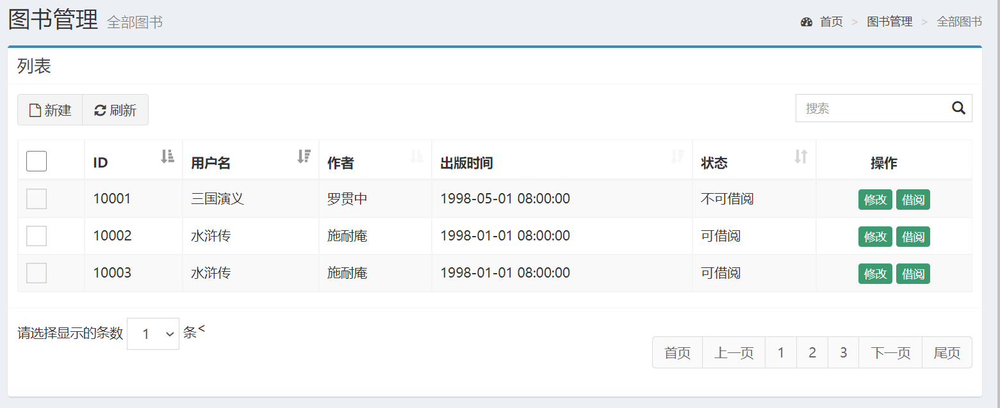 图书管理 全部图书 首页 > 图书管理 > 全部图书
列表
新建 刷新 搜索
ID 用户名 作者 出版时间 状态 操作
10001 三国演义 罗贯中 1998-05-01 08:00:00 不可借阅 修改 借阅
10002 水浒传 施耐庵 1998-01-01 08:00:00 可借阅 修改 借阅
10003 水浒传 施耐庵 1998-01-01 08:00:00 可借阅 修改 借阅
请选择显示的条数 1 条<
首页 上一页 1 2 3 下一页 尾页